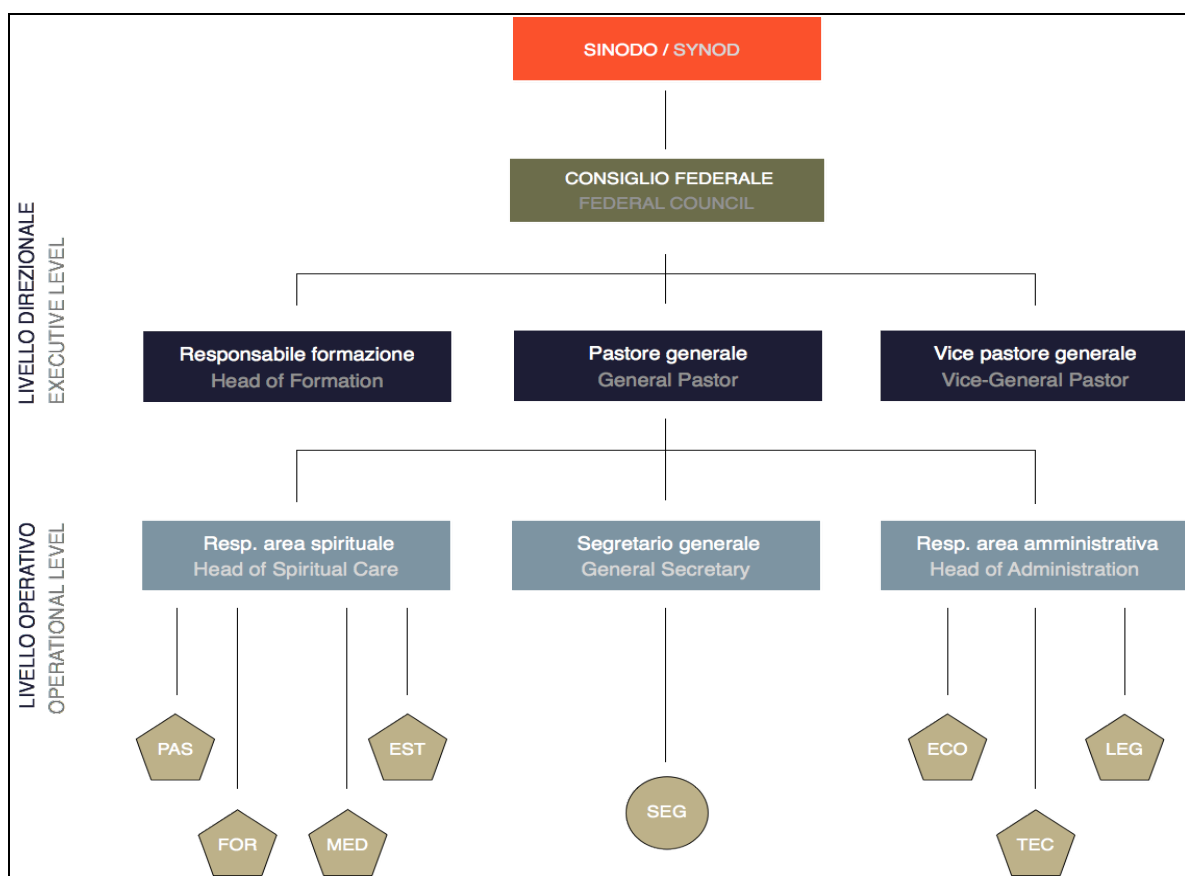 SINODO / SYNOD
CONSIGLIO FEDERALE
FEDERAL COUNCIL
LIVELLO DIREZIONALE
EXECUTIVE LEVEL
Responsabile formazione
Head of Formation
Pastore generale
General Pastor
Vice pastore generale
Vice-General Pastor
LIVELLO OPERATIVO
OPERATIONAL LEVEL
Resp. area spirituale
Head of Spiritual Care
Segretario generale
General Secretary
Resp. area amministrativa
Head of Administration
PAS
EST
ECO
LEG
SEG
FOR
MED
TEC